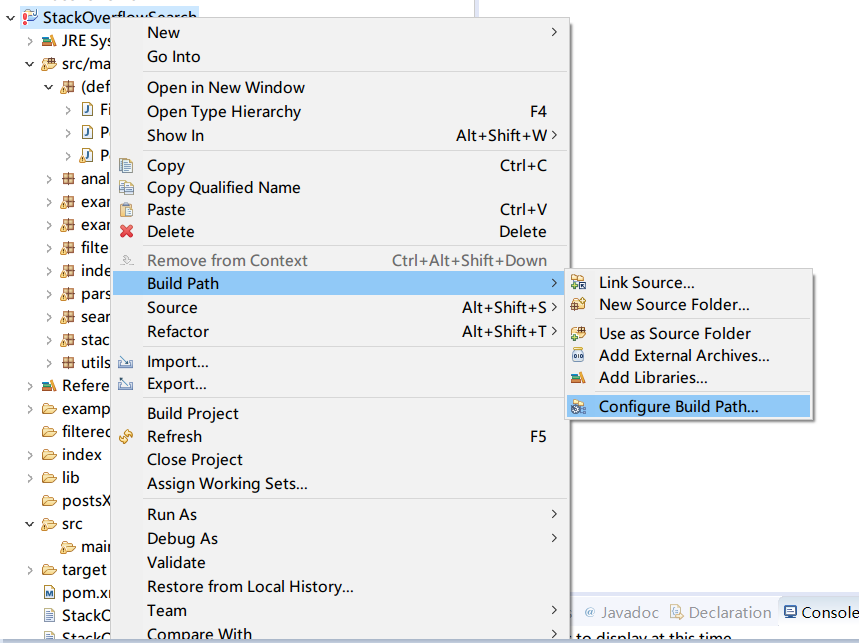 StackOverflowSearch
New
JRE Sys
Go Into
src/ma
(def
Open in New Window
Fi
Open Type Hierarchy F4
P
Show In Alt+Shift+W
P
Copy Ctrl+C
anal
Copy Qualified Name
exar
Paste Ctrl+V
exar
Delete Delete
filte
Remove from Context Ctrl+Alt+Shift+Down
inde
Build Path
Link Source...
pars
Source Alt+Shift+S
New Source Folder...
sear
Refactor Alt+Shift+T
Use as Source Folder
stac
Import...
Add External Archives...
utils
Export...
Add Libraries...
Refere
Build Project
Configure Build Path...
examp
Refresh F5
filterec
Close Project
index
Assign Working Sets...
lib
postsX
Run As
src
Debug As
main
Validate
target
Restore from Local History...
pom.xr
Team
@ Javadoc Declaration Console
StackO
Compare With
to display at this time
StackO